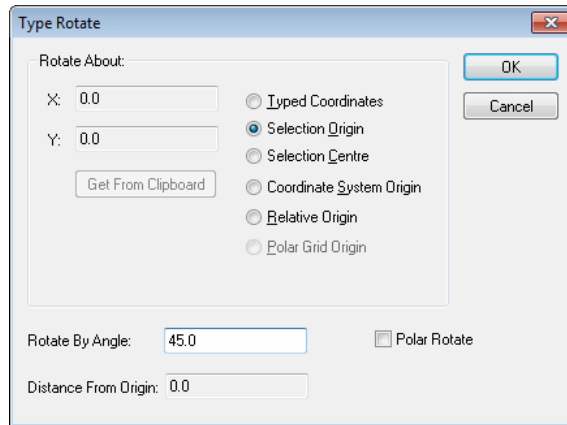 Type Rotate
Rotate About:
OK
X: 0.0
Typed Coordinates
Cancel
Y: 0.0
Selection Origin
Selection Centre
Get From Clipboard
Coordinate System Origin
Relative Origin
Polar Grid Origin
Rotate By Angle: 45.0
Polar Rotate
Distance From Origin: 0.0